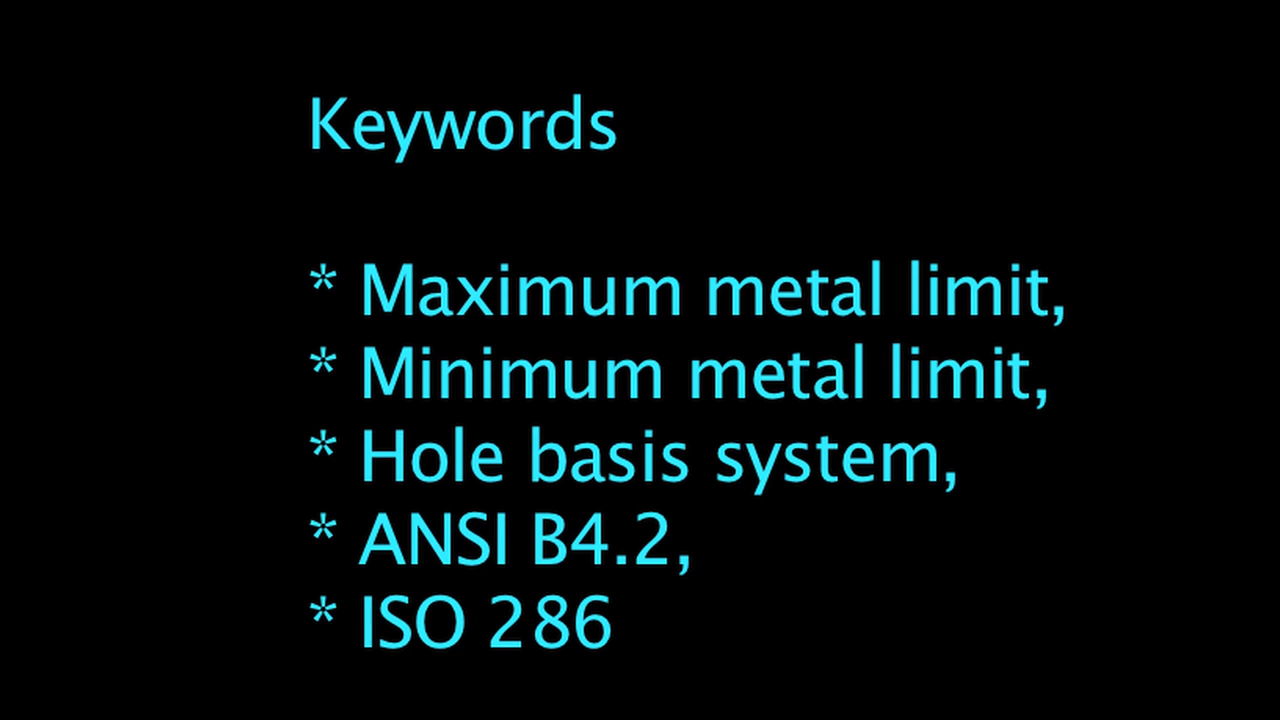 Keywords
* Maximum metal limit,
* Minimum metal limit,
* Hole basis system,
* ANSI B4.2,
* ISO 286